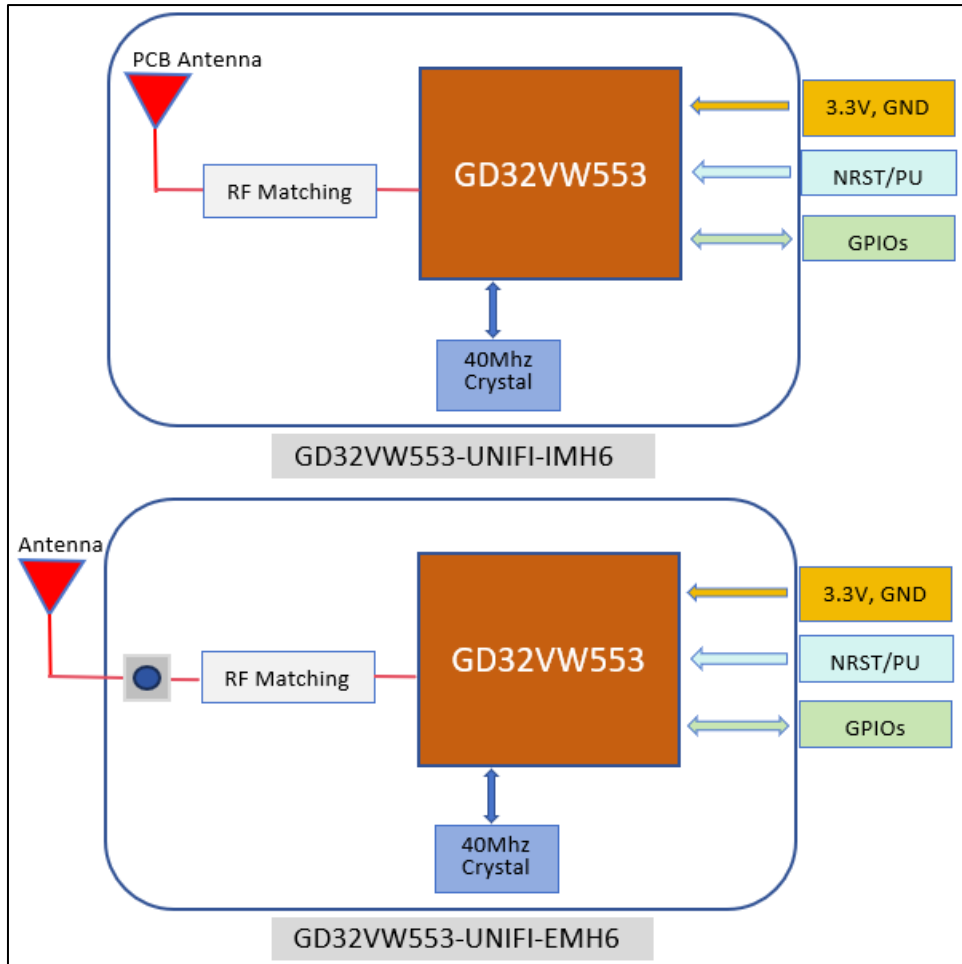 PCB Antenna
GD32VW553
3.3V, GND
RF Matching
NRST/PU
GPIOs
40Mhz
Crystal
GD32VW553-UNIFI-IMH6
Antenna
GD32VW553
3.3V, GND
RF Matching
NRST/PU
GPIOs
40Mhz
Crystal
GD32VW553-UNIFI-EMH6